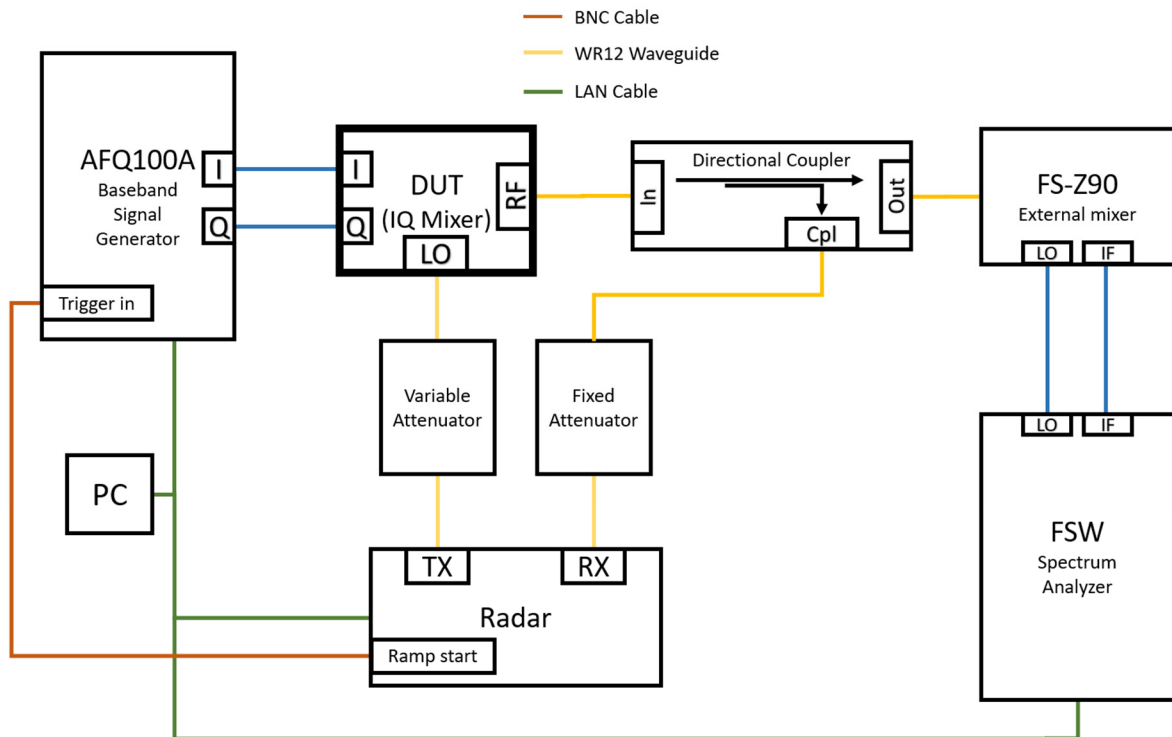 BNC Cable
WR12 Waveguide
LAN Cable
AFQ100A
Baseband
Signal
Generator
I
Q
Trigger in
I
Q
DUT
(IQ Mixer)
RF
LO
Directional Coupler
In
Out
Cpl
FS-Z90
External mixer
LO
IF
Variable
Attenuator
Fixed
Attenuator
PC
TX
RX
Radar
Ramp start
LO
IF
FSW
Spectrum
Analyzer